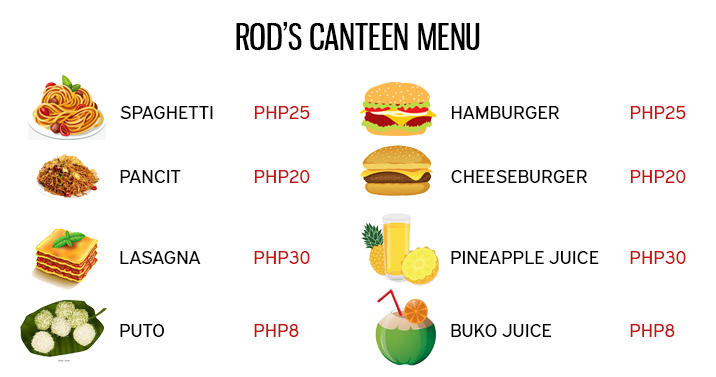 ROD'S CANTEEN MENU
SPAGHETTI PHP25
PANCIT PHP20
LASAGNA PHP30
PUTO PHP8
HAMBURGER PHP25
CHEESEBURGER PHP20
PINEAPPLE JUICE PHP30
BUKO JUICE PHP8